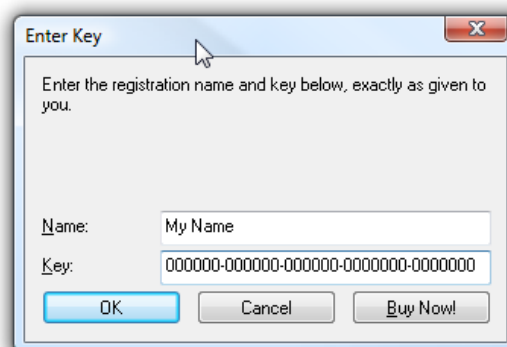 Enter Key
Enter the registration name and key below, exactly as given to
you.
Name: My Name
Key: 000000-000000-000000-0000000-0000000
OK Cancel Buy Now!